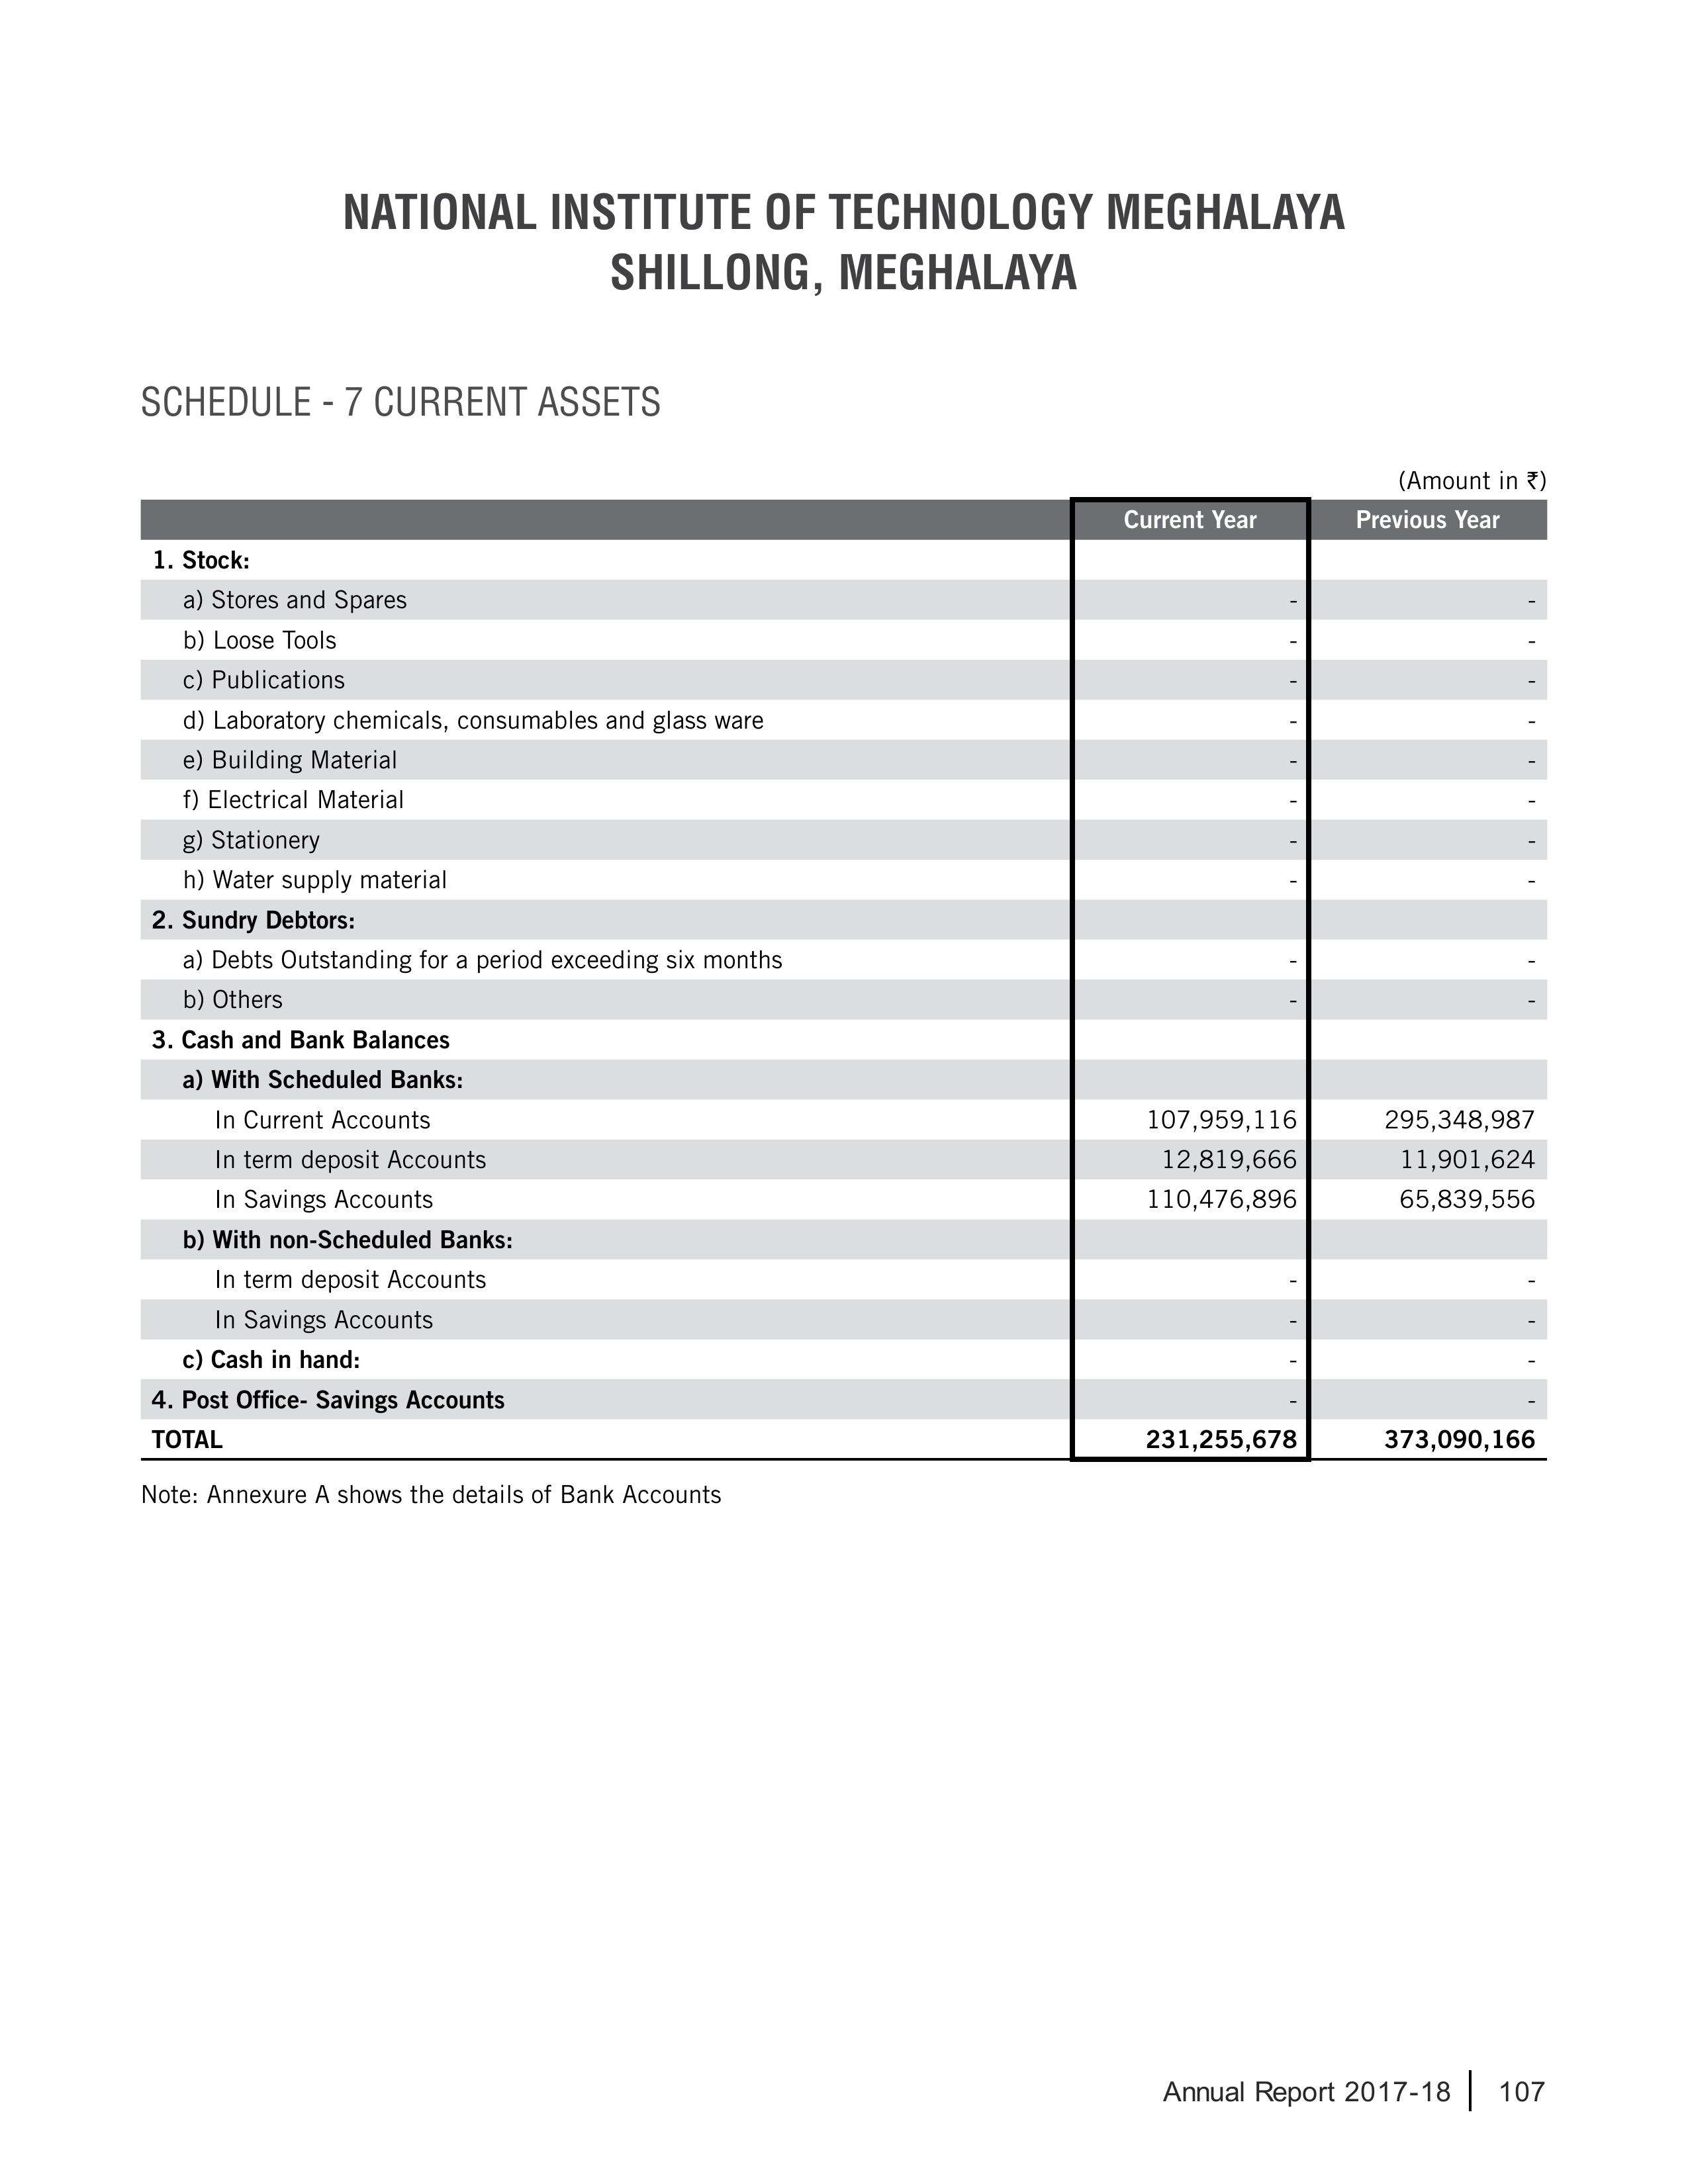 NATIONAL INSTITUTE OF TECHNOLOGY MEGHALAYA
SHILLONG, MEGHALAYA
SCHEDULE - 7 CURRENT ASSETS
(Amount in ₹)
Current Year Previous Year
1. Stock:
a) Stores and Spares - -
b) Loose Tools - -
c) Publications - -
d) Laboratory chemicals, consumables and glass ware - -
e) Building Material - -
f) Electrical Material - -
g) Stationery - -
h) Water supply material - -
2. Sundry Debtors:
a) Debts Outstanding for a period exceeding six months - -
b) Others - -
3. Cash and Bank Balances
a) With Scheduled Banks:
In Current Accounts 107,959,116 295,348,987
In term deposit Accounts 12,819,666 11,901,624
In Savings Accounts 110,476,896 65,839,556
b) With non-Scheduled Banks:
In term deposit Accounts - -
In Savings Accounts - -
c) Cash in hand: - -
4. Post Office- Savings Accounts - -
TOTAL 231,255,678 373,090,166
Note: Annexure A shows the details of Bank Accounts
Annual Report 2017-18 107